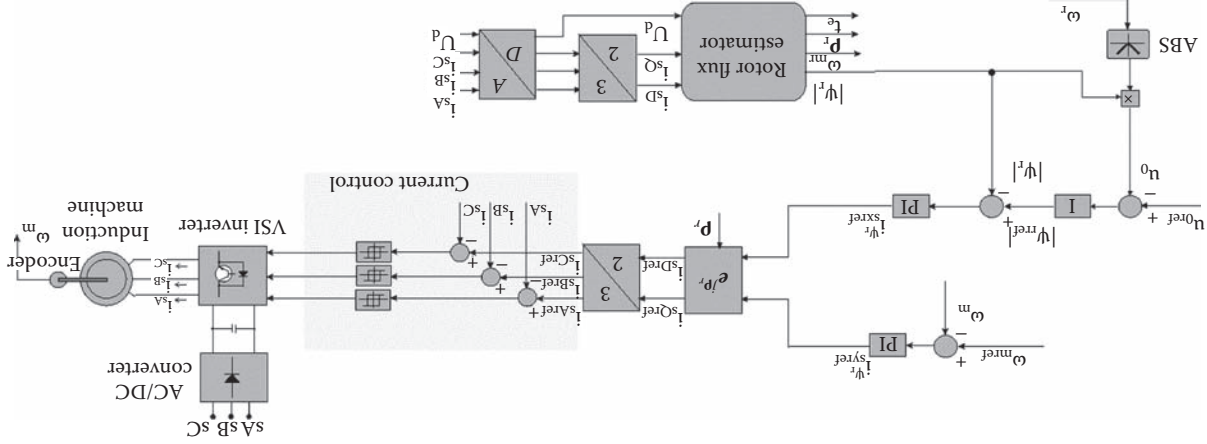 sA sB sC
AC/DC
converter
ω_mref
+
−
ω_m
PI
i^ψr_syref
e^jρr
ρ_r
i_sQref
i_sDref
3
2
i_sAref
i_sBref
i_sCref
+
−
+
−
+
−
i_sA
i_sB
i_sC
Current control
VSI inverter
i_sA
i_sB
i_sC
Induction
machine
Encoder
ω_m
u_0ref
+
−
u_0
I
|ψ_rref|
+
−
|ψ_r|
PI
i^ψr_sxref
×
ABS
ω_r
|ψ_r|
ω_mr
ρ_r
t_e
Rotor flux
estimator
i_sD
i_sQ
U_d
3
2
A
D
i_sA
i_sB
i_sC
U_d